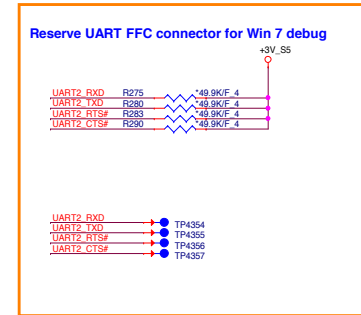 Reserve UART FFC connector for Win 7 debug
+3V_S5
UART2_RXD R275 *49.9K/F_4
UART2_TXD R280 *49.9K/F_4
UART2_RTS# R283 *49.9K/F_4
UART2_CTS# R290 *49.9K/F_4
UART2_RXD TP4354
UART2_TXD TP4355
UART2_RTS# TP4356
UART2_CTS# TP4357